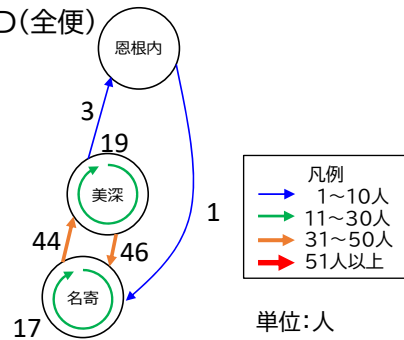 D(全便)
恩根内
3
19
美深
1
44
46
名寄
17
凡例
1~10人
11~30人
31~50人
51人以上
単位:人